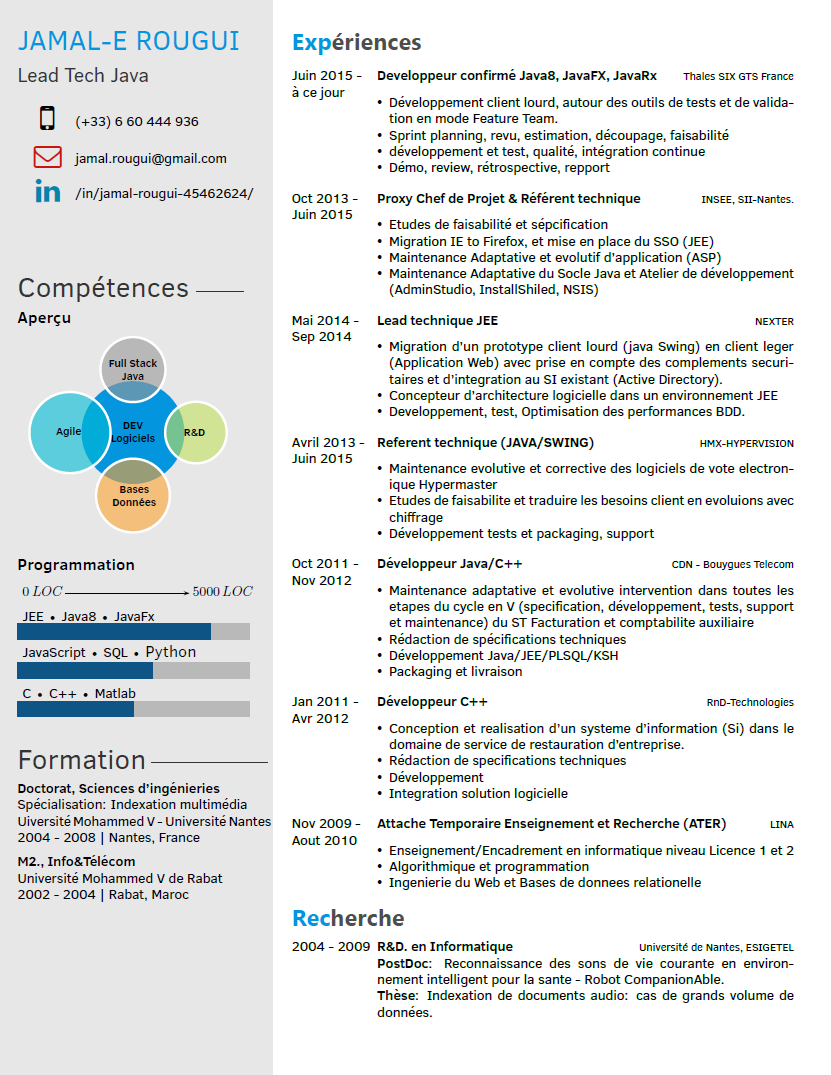 JAMAL-E ROUGUI
Lead Tech Java
(+33) 6 60 444 936
jamal.rougui@gmail.com
in /in/jamal-rougui-45462624/
Compétences
Aperçu
Full Stack
Java
Agile
DEV
Logiciels
R&D
Bases
Données
Programmation
0 LOC 5000 LOC
JEE • Java8 • JavaFx
JavaScript • SQL • Python
C • C++ • Matlab
Formation
Doctorat, Sciences d'ingénieries
Spécialisation: Indexation multimédia
Uiversité Mohammed V - Université Nantes
2004 - 2008 | Nantes, France
M2., Info&Télécom
Université Mohammed V de Rabat
2002 - 2004 | Rabat, Maroc
Expériences
Juin 2015 - Developpeur confirmé Java8, JavaFX, JavaRx Thales SIX GTS France
à ce jour
• Développement client lourd, autour des outils de tests et de valida-
tion en mode Feature Team.
• Sprint planning, revu, estimation, découpage, faisabilité
• développement et test, qualité, intégration continue
• Démo, review, rétrospective, repport
Oct 2013 - Proxy Chef de Projet & Référent technique INSEE, SII-Nantes.
Juin 2015
• Etudes de faisabilité et sépcification
• Migration IE to Firefox, et mise en place du SSO (JEE)
• Maintenance Adaptative et evolutif d'application (ASP)
• Maintenance Adaptative du Socle Java et Atelier de développement
(AdminStudio, InstallShiled, NSIS)
Mai 2014 - Lead technique JEE NEXTER
Sep 2014
• Migration d'un prototype client lourd (java Swing) en client leger
(Application Web) avec prise en compte des complements securi-
taires et d'integration au SI existant (Active Directory).
• Concepteur d'architecture logicielle dans un environnement JEE
• Developpement, test, Optimisation des performances BDD.
Avril 2013 - Referent technique (JAVA/SWING) HMX-HYPERVISION
Juin 2015
• Maintenance evolutive et corrective des logiciels de vote electron-
ique Hypermaster
• Etudes de faisabilite et traduire les besoins client en evoluions avec
chiffrage
• Développement tests et packaging, support
Oct 2011 - Développeur Java/C++ CDN - Bouygues Telecom
Nov 2012
• Maintenance adaptative et evolutive intervention dans toutes les
etapes du cycle en V (specification, développement, tests, support
et maintenance) du ST Facturation et comptabilite auxiliaire
• Rédaction de spécifications techniques
• Développement Java/JEE/PLSQL/KSH
• Packaging et livraison
Jan 2011 - Développeur C++ RnD-Technologies
Avr 2012
• Conception et realisation d'un systeme d'information (Si) dans le
domaine de service de restauration d'entreprise.
• Rédaction de spécifications techniques
• Développement
• Integration solution logicielle
Nov 2009 - Attache Temporaire Enseignement et Recherche (ATER) LINA
Aout 2010
• Enseignement/Encadrement en informatique niveau Licence 1 et 2
• Algorithmique et programmation
• Ingenierie du Web et Bases de donnees relationelle
Recherche
2004 - 2009 R&D. en Informatique Université de Nantes, ESIGETEL
PostDoc: Reconnaissance des sons de vie courante en environ-
nement intelligent pour la sante - Robot CompanionAble.
Thèse: Indexation de documents audio: cas de grands volume de
données.